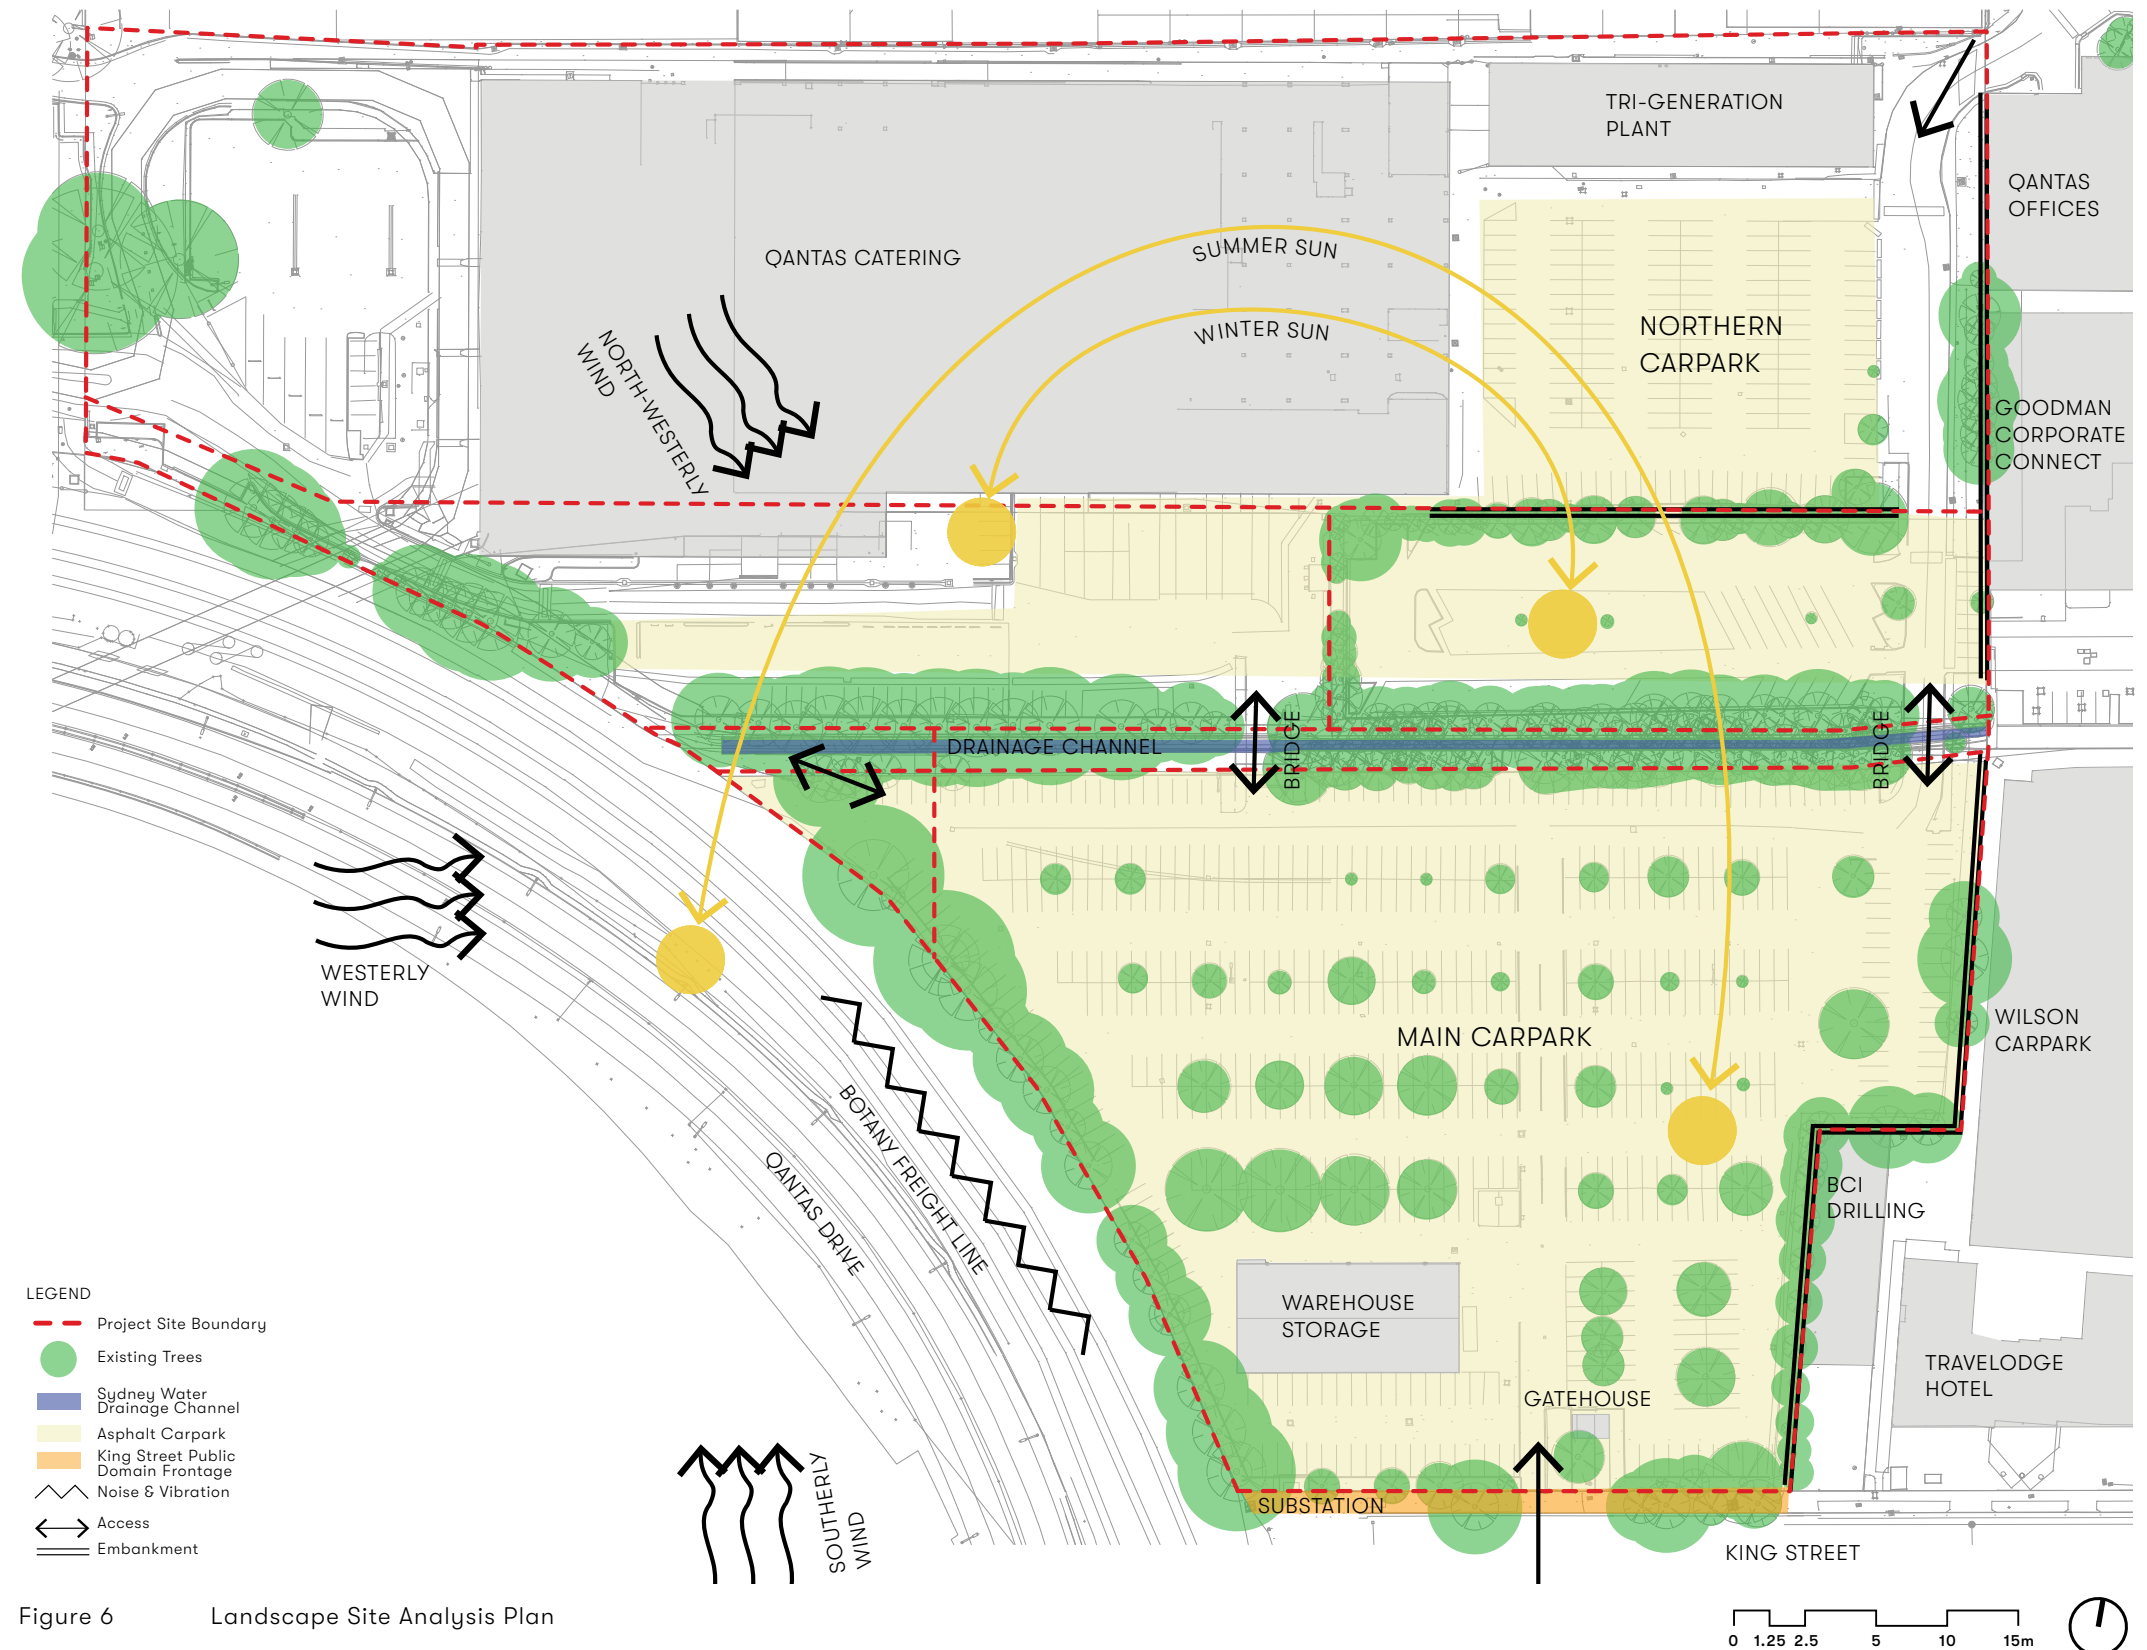 TRI-GENERATION
PLANT
QANTAS
OFFICES
QANTAS CATERING
SUMMER SUN
WINTER SUN
NORTHERN
CARPARK
NORTH-WESTERLY
WIND
GOODMAN
CORPORATE
CONNECT
DRAINAGE CHANNEL
BRIDGE
BRIDGE
WESTERLY
WIND
MAIN CARPARK
WILSON
CARPARK
BOTANY FREIGHT LINE
QANTAS DRIVE
BCI
DRILLING
WAREHOUSE
STORAGE
TRAVELODGE
HOTEL
GATEHOUSE
SOUTHERLY
WIND
SUBSTATION
KING STREET
LEGEND
Project Site Boundary
Existing Trees
Sydney Water
Drainage Channel
Asphalt Carpark
King Street Public
Domain Frontage
Noise & Vibration
Access
Embankment
Figure 6 Landscape Site Analysis Plan
0 1.25 2.5 5 10 15m